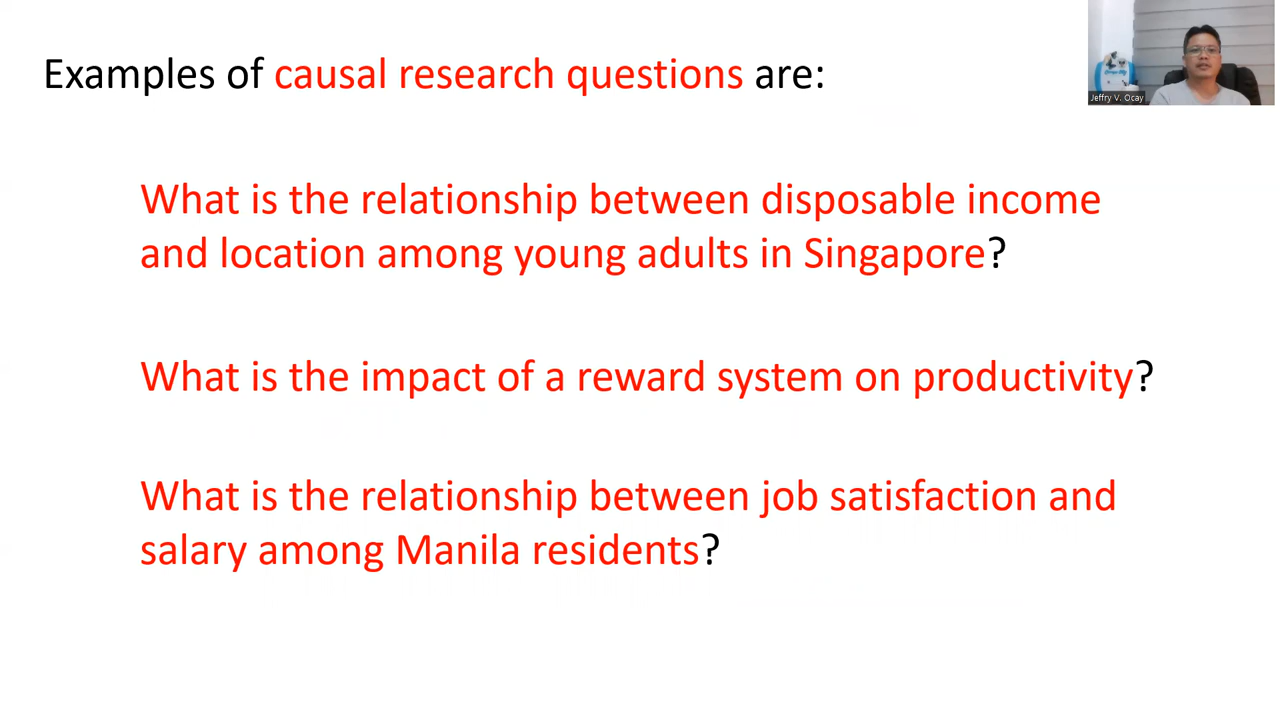 Examples of causal research questions are:
Jeffry V. Ocay
What is the relationship between disposable income
and location among young adults in Singapore?
What is the impact of a reward system on productivity?
What is the relationship between job satisfaction and
salary among Manila residents?